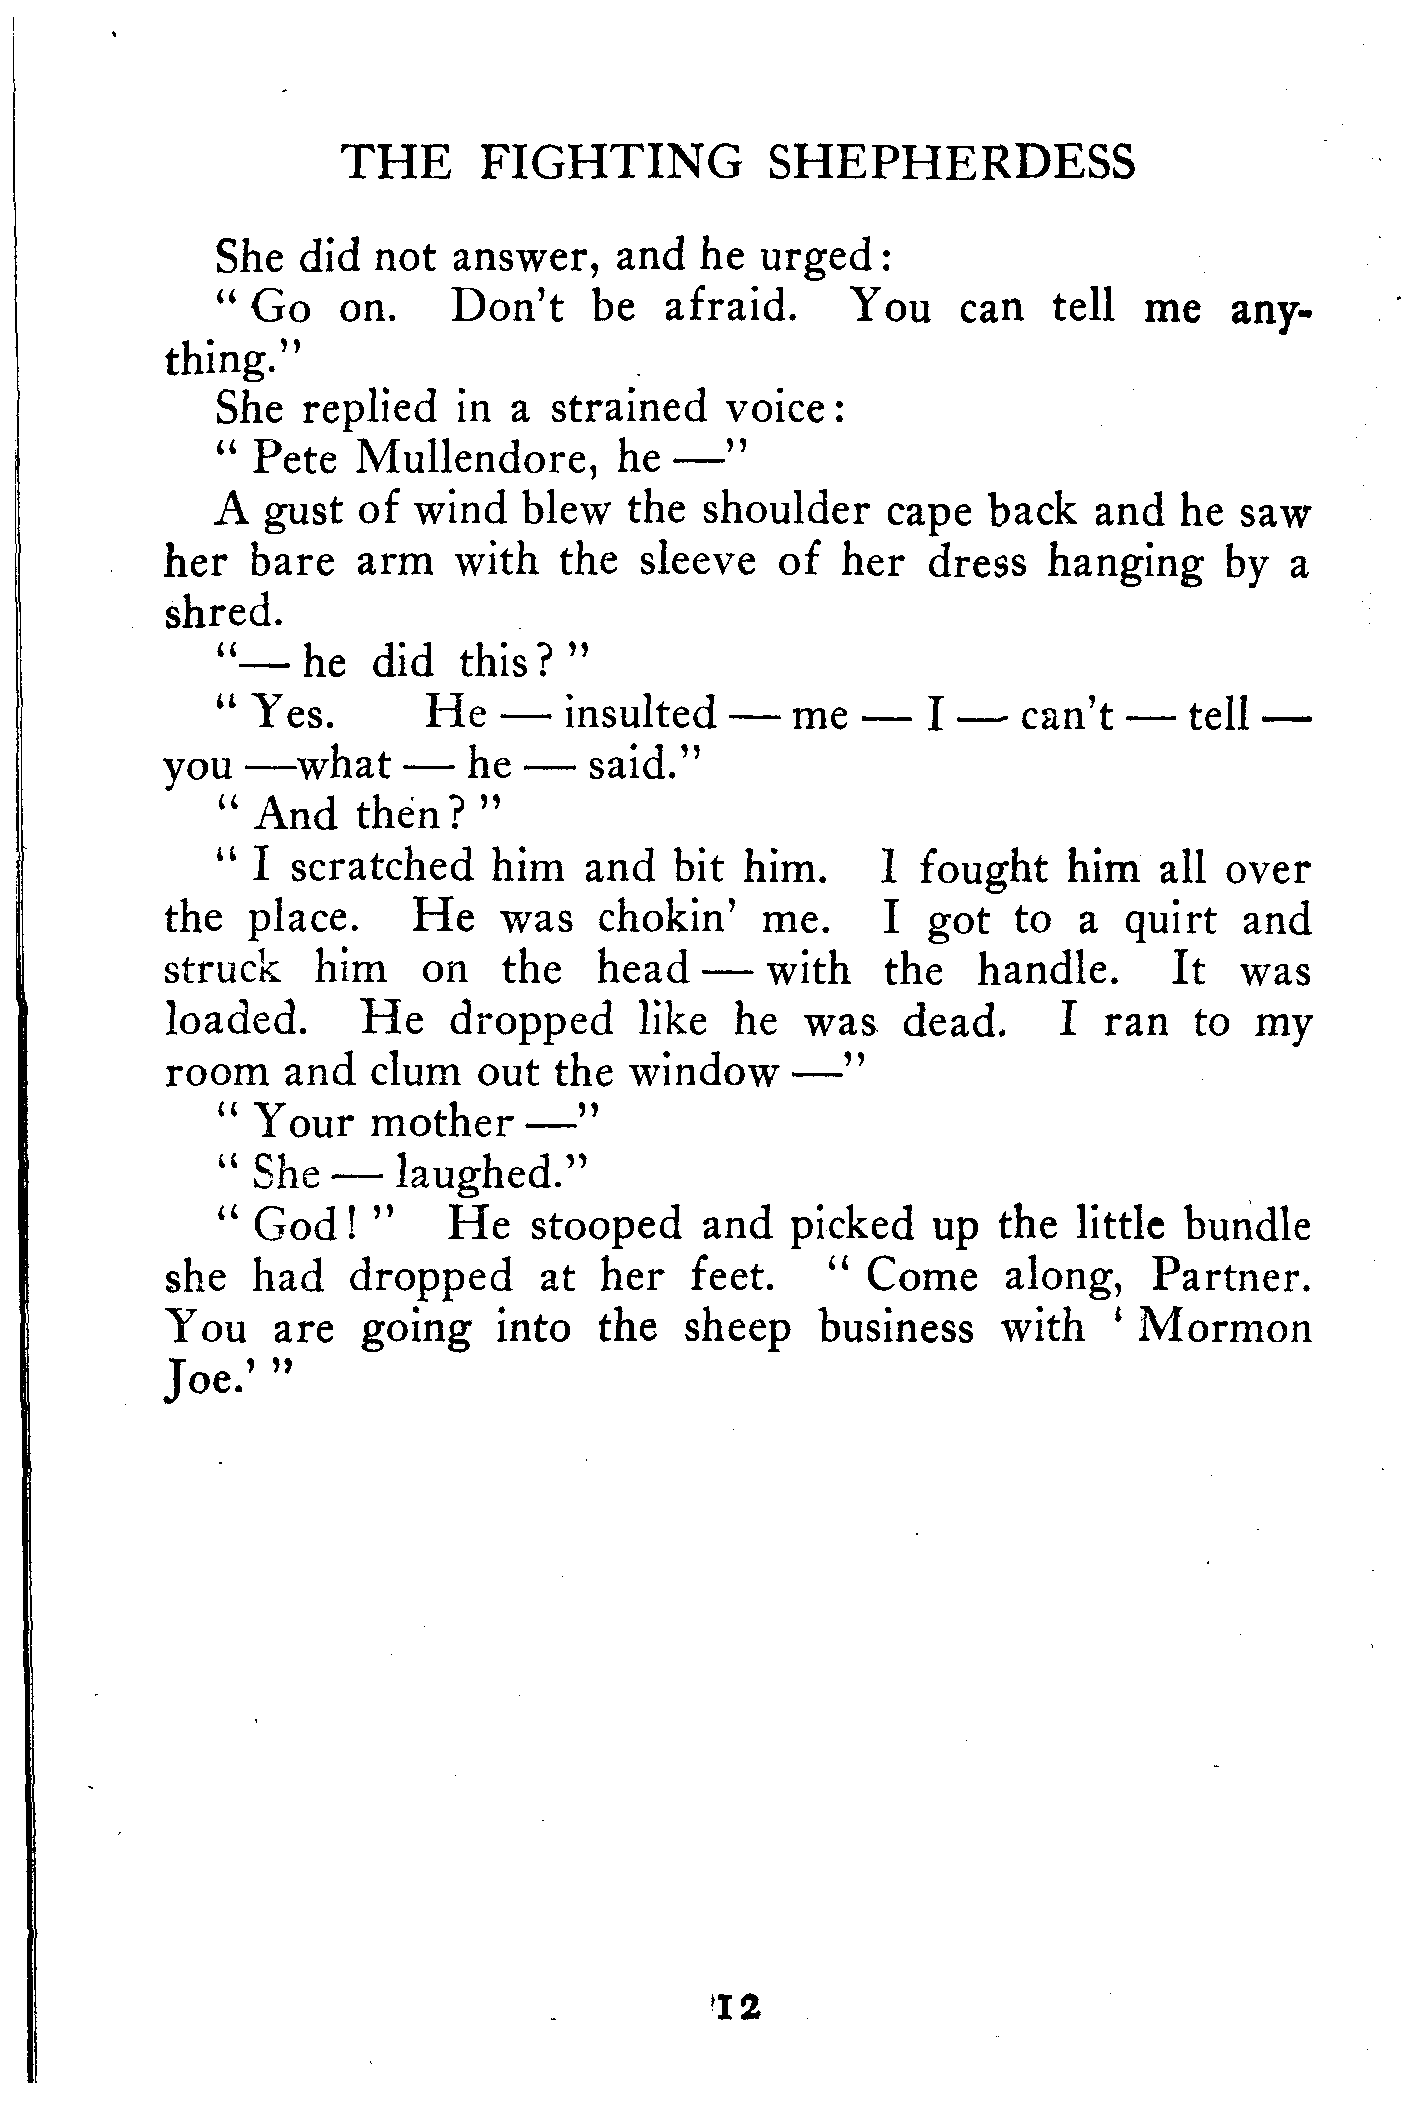 THE FIGHTING SHEPHERDESS
She did not answer, and he urged:
“ Go on. Don't be afraid. You can tell me any-
thing.”
She replied in a strained voice:
“ Pete Mullendore, he —”
A gust of wind blew the shoulder cape back and he saw
her bare arm with the sleeve of her dress hanging by a
shred.
“— he did this? ”
“ Yes. He — insulted — me — I — can't — tell —
you —what — he — said.”
“ And then? ”
“ I scratched him and bit him. I fought him all over
the place. He was chokin' me. I got to a quirt and
struck him on the head — with the handle. It was
loaded. He dropped like he was dead. I ran to my
room and clum out the window —”
“ Your mother —”
“ She — laughed.”
“ God! ” He stooped and picked up the little bundle
she had dropped at her feet. “ Come along, Partner.
You are going into the sheep business with ‘ Mormon
Joe.’ ”
12